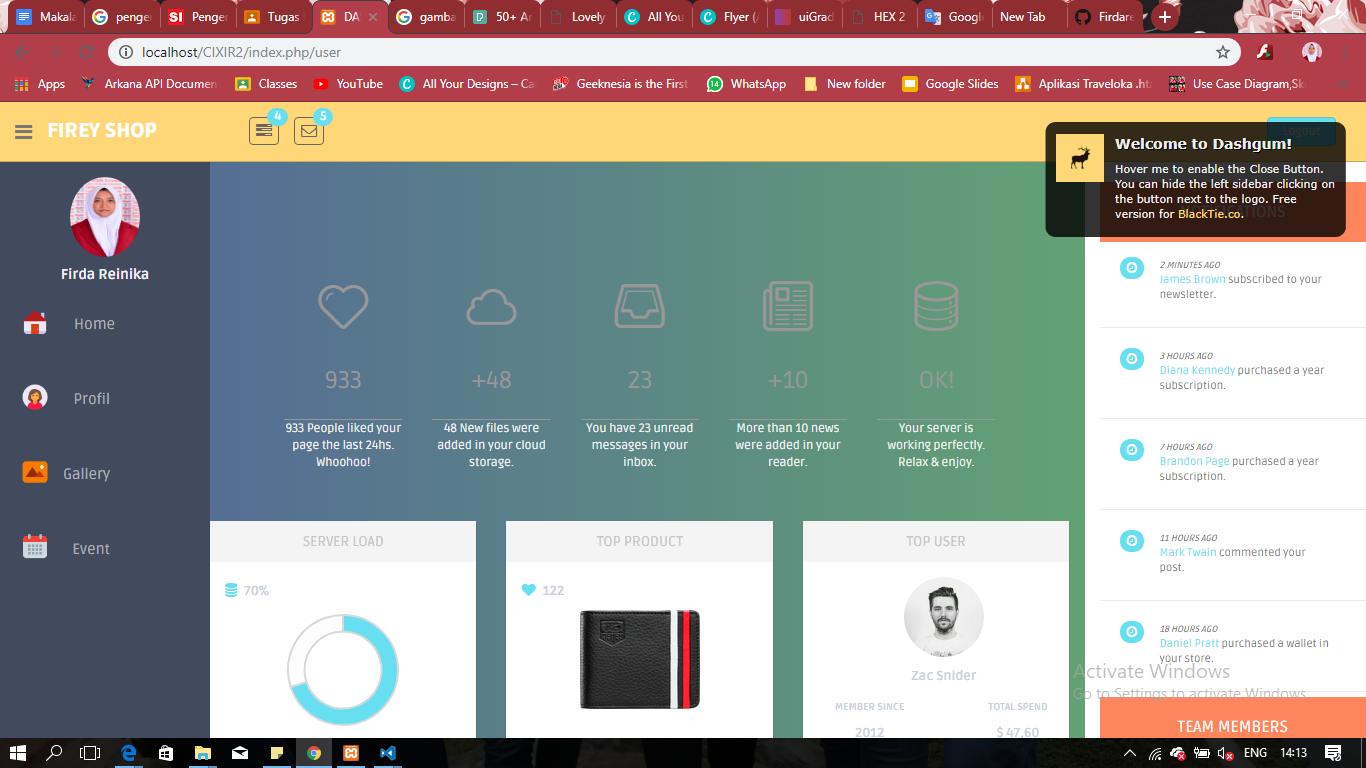 Makala
penger
SI Penger
Tugas
DA
gamba
50+ Ar
Lovely
All You
Flyer (
uiGrad
HEX 2
Googl
New Tab
Firdare
localhost/CIXIR2/index.php/user
Apps
Arkana API Documen
Classes
YouTube
All Your Designs – Ca
Geeknesia is the First
14
WhatsApp
New folder
Google Slides
Aplikasi Traveloka .ht
Use Case Diagram,Sk
FIREY SHOP
4
5
Logout
Welcome to Dashgum!
Hover me to enable the Close Button.
You can hide the left sidebar clicking on
the button next to the logo. Free
version for BlackTie.co.
Firda Reinika
Home
Profil
Gallery
Event
933
+48
23
+10
OK!
933 People liked your
page the last 24hs.
Whoohoo!
48 New files were
added in your cloud
storage.
You have 23 unread
messages in your
inbox.
More than 10 news
were added in your
reader.
Your server is
working perfectly.
Relax & enjoy.
SERVER LOAD
70%
TOP PRODUCT
122
TOP USER
Zac Snider
MEMBER SINCE
TOTAL SPEND
2012
$ 47,60
2 MINUTES AGO
James Brown subscribed to your
newsletter.
3 HOURS AGO
Diana Kennedy purchased a year
subscription.
7 HOURS AGO
Brandon Page purchased a year
subscription.
11 HOURS AGO
Mark Twain commented your
post.
18 HOURS AGO
Daniel Pratt purchased a wallet in
your store.
Activate Windows
Go to Settings to activate Windows.
TEAM MEMBERS
ENG
14:13